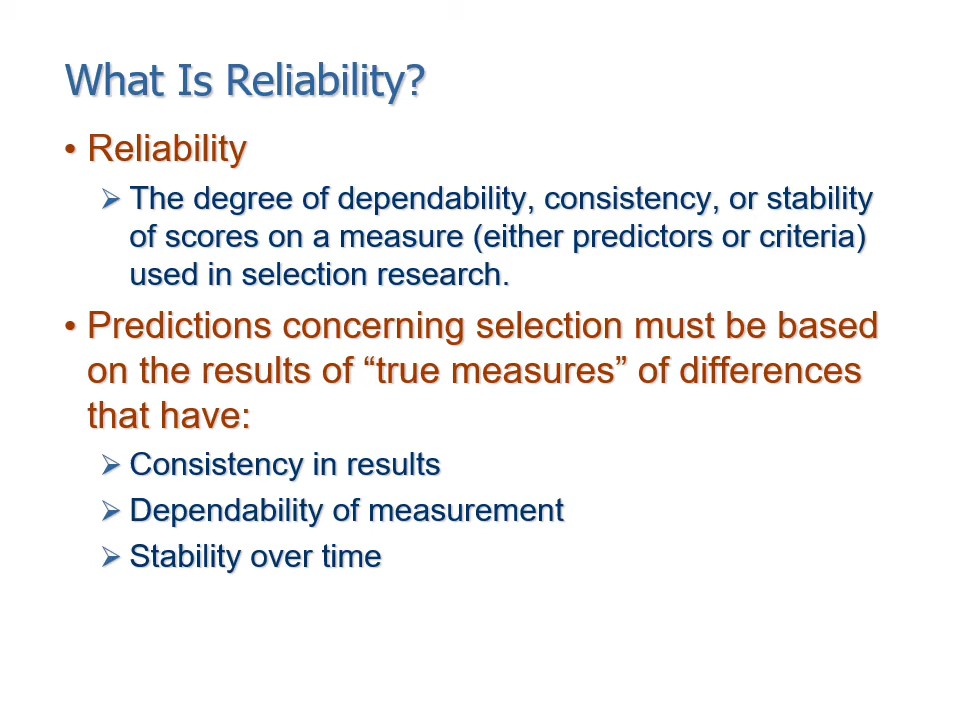 What Is Reliability?
• Reliability
➢ The degree of dependability, consistency, or stability
of scores on a measure (either predictors or criteria)
used in selection research.
• Predictions concerning selection must be based
on the results of “true measures” of differences
that have:
➢ Consistency in results
➢ Dependability of measurement
➢ Stability over time